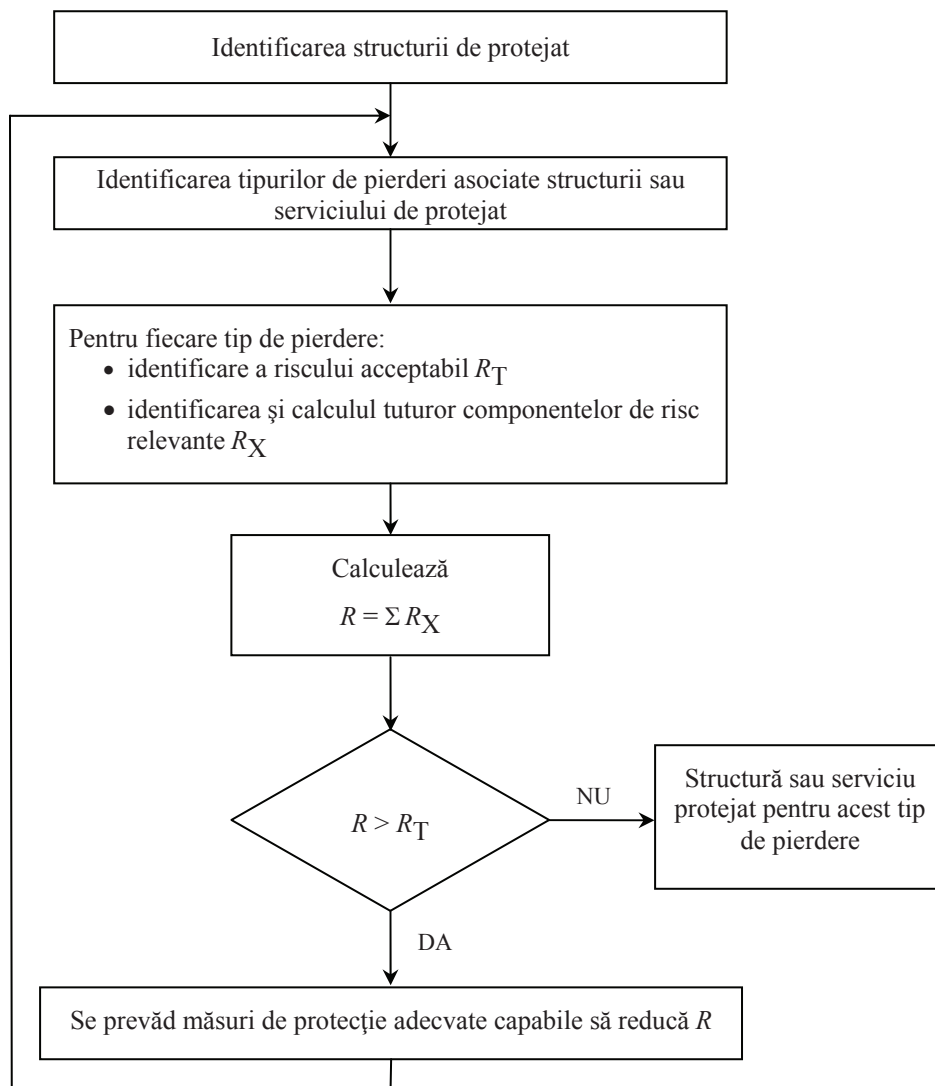 Identificarea structurii de protejat
Identificarea tipurilor de pierderi asociate structurii sau
serviciului de protejat
Pentru fiecare tip de pierdere:
• identificare a riscului acceptabil RT
• identificarea şi calculul tuturor componentelor de risc
relevante RX
Calculează
R = Σ RX
R > RT
NU
Structură sau serviciu
protejat pentru acest tip
de pierdere
DA
Se prevăd măsuri de protecţie adecvate capabile să reducă R